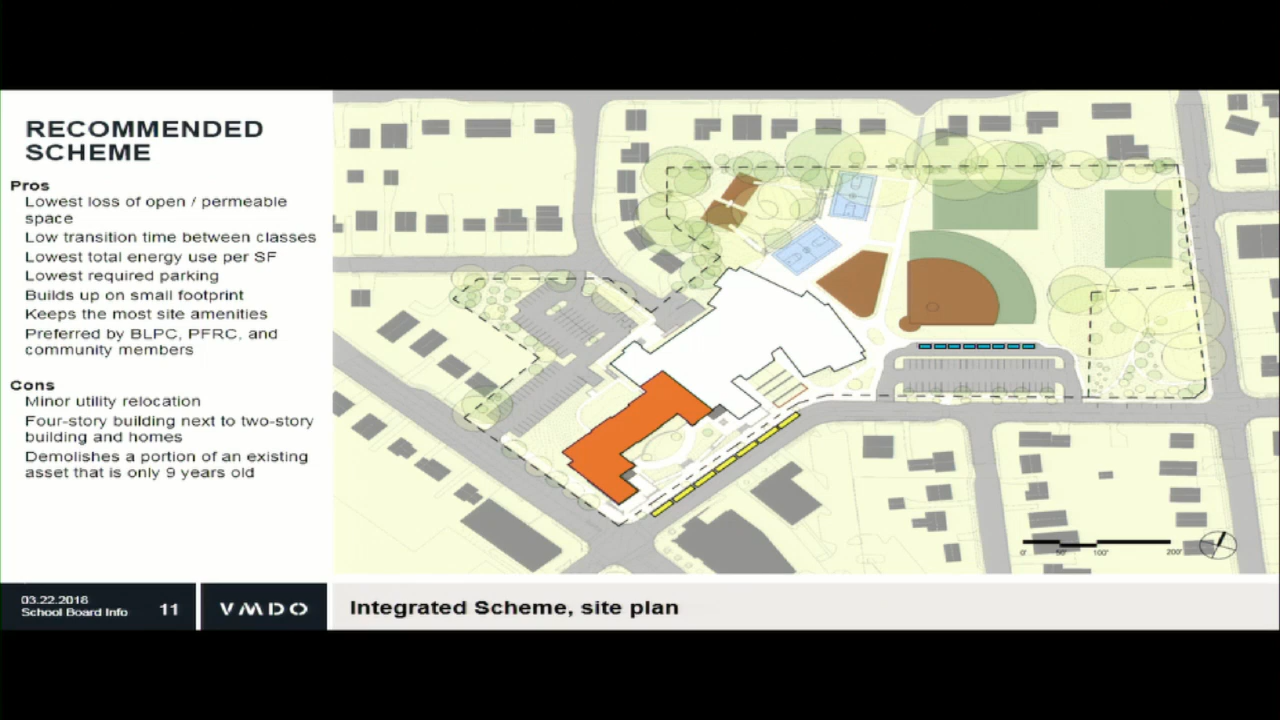 RECOMMENDED
SCHEME
Pros
Lowest loss of open / permeable
space
Low transition time between classes
Lowest total energy use per SF
Lowest required parking
Builds up on small footprint
Keeps the most site amenities
Preferred by BLPC, PFRC, and
community members
Cons
Minor utility relocation
Four-story building next to two-story
building and homes
Demolishes a portion of an existing
asset that is only 9 years old
0' 50' 100' 200'
03.22.2018
School Board Info 11
VMDO
Integrated Scheme, site plan